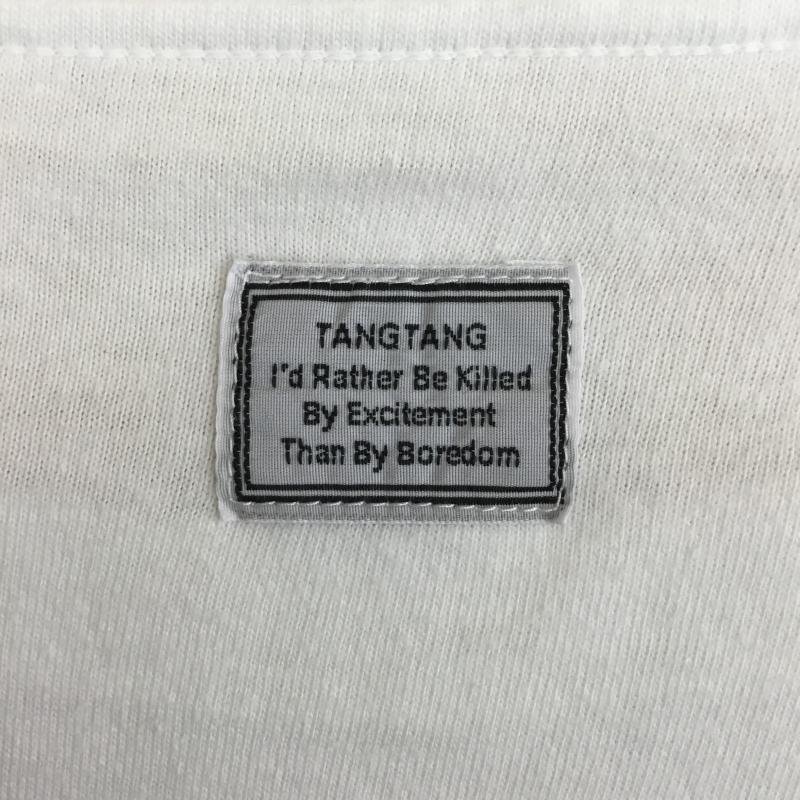 TANGTANG
I'd Rather Be Killed
By Excitement
Than By Boredom